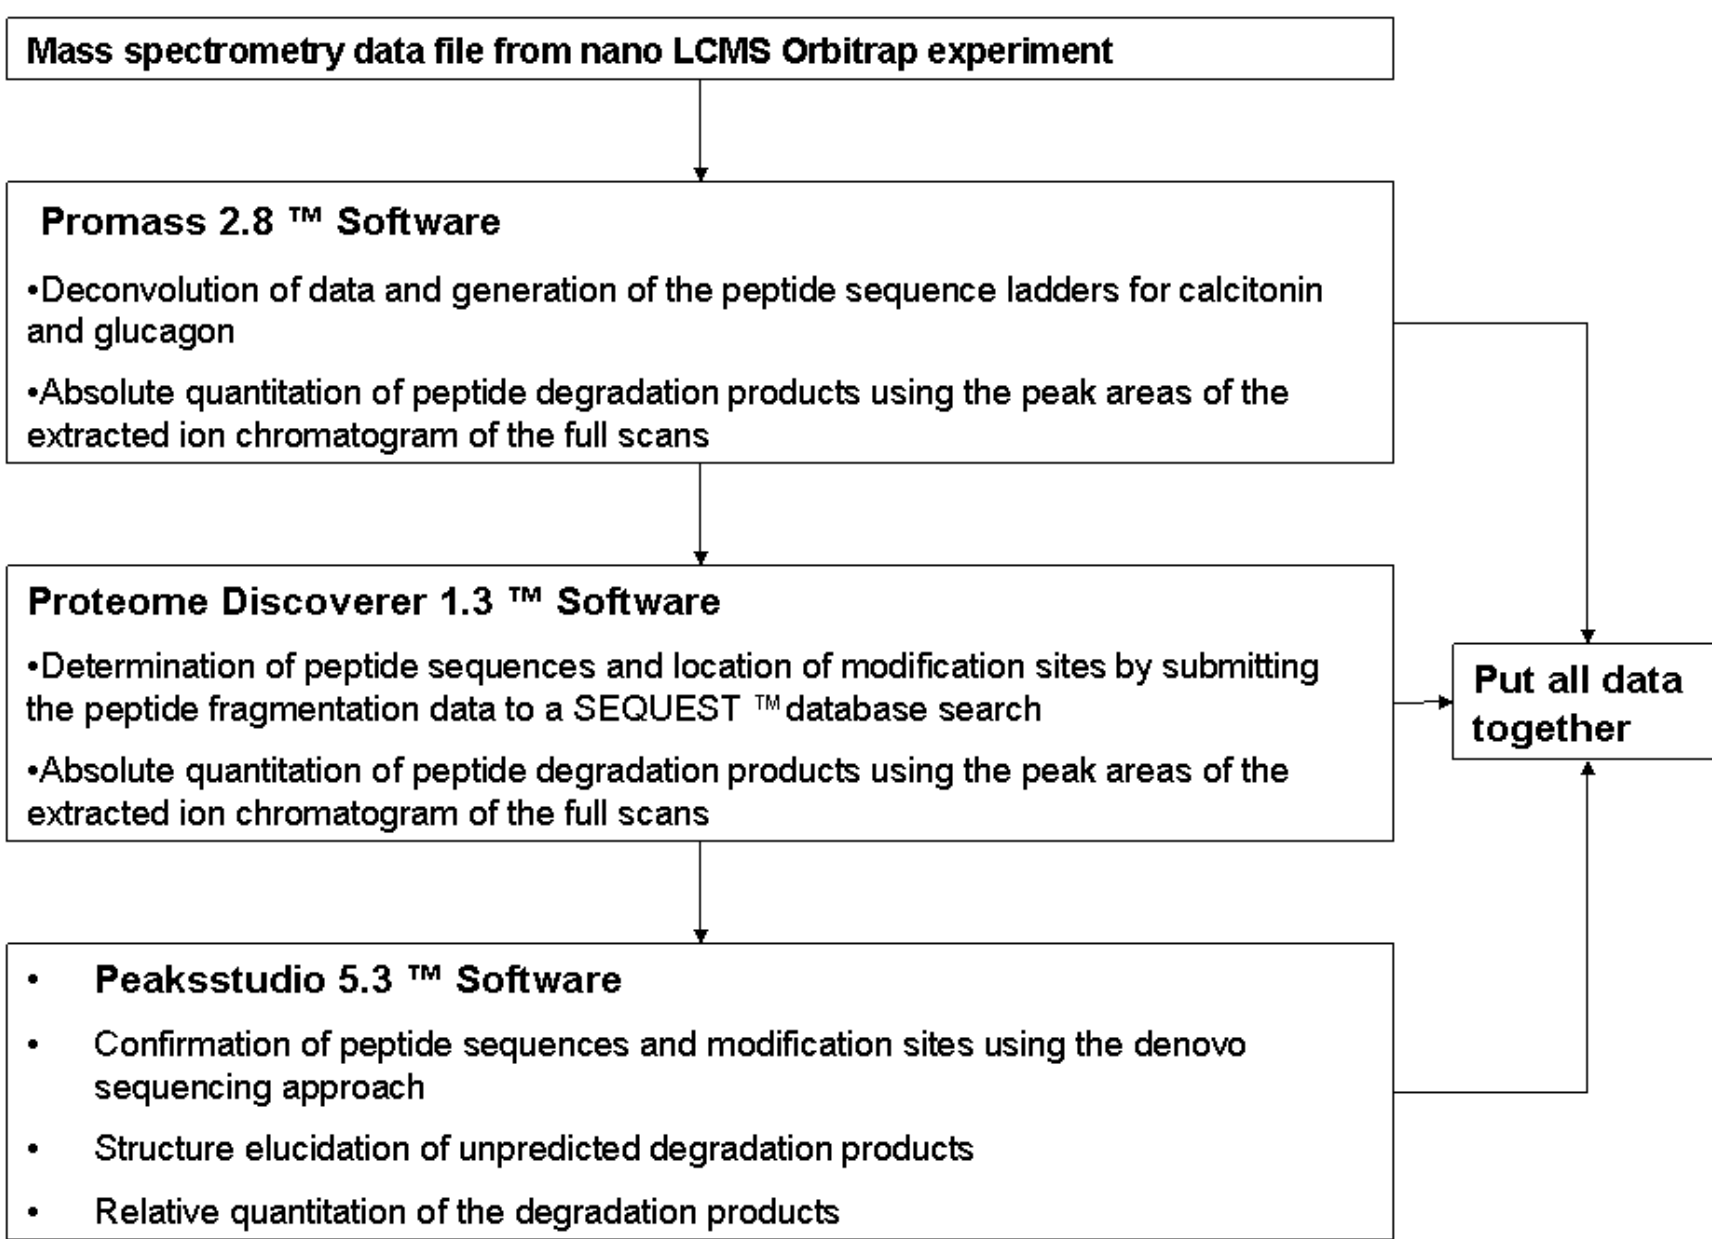 Mass spectrometry data file from nano LCMS Orbitrap experiment
Promass 2.8 ™ Software
•Deconvolution of data and generation of the peptide sequence ladders for calcitonin
and glucagon
•Absolute quantitation of peptide degradation products using the peak areas of the
extracted ion chromatogram of the full scans
Proteome Discoverer 1.3 ™ Software
•Determination of peptide sequences and location of modification sites by submitting
the peptide fragmentation data to a SEQUEST ™ database search
•Absolute quantitation of peptide degradation products using the peak areas of the
extracted ion chromatogram of the full scans
Put all data
together
• Peaksstudio 5.3 ™ Software
• Confirmation of peptide sequences and modification sites using the denovo
sequencing approach
• Structure elucidation of unpredicted degradation products
• Relative quantitation of the degradation products